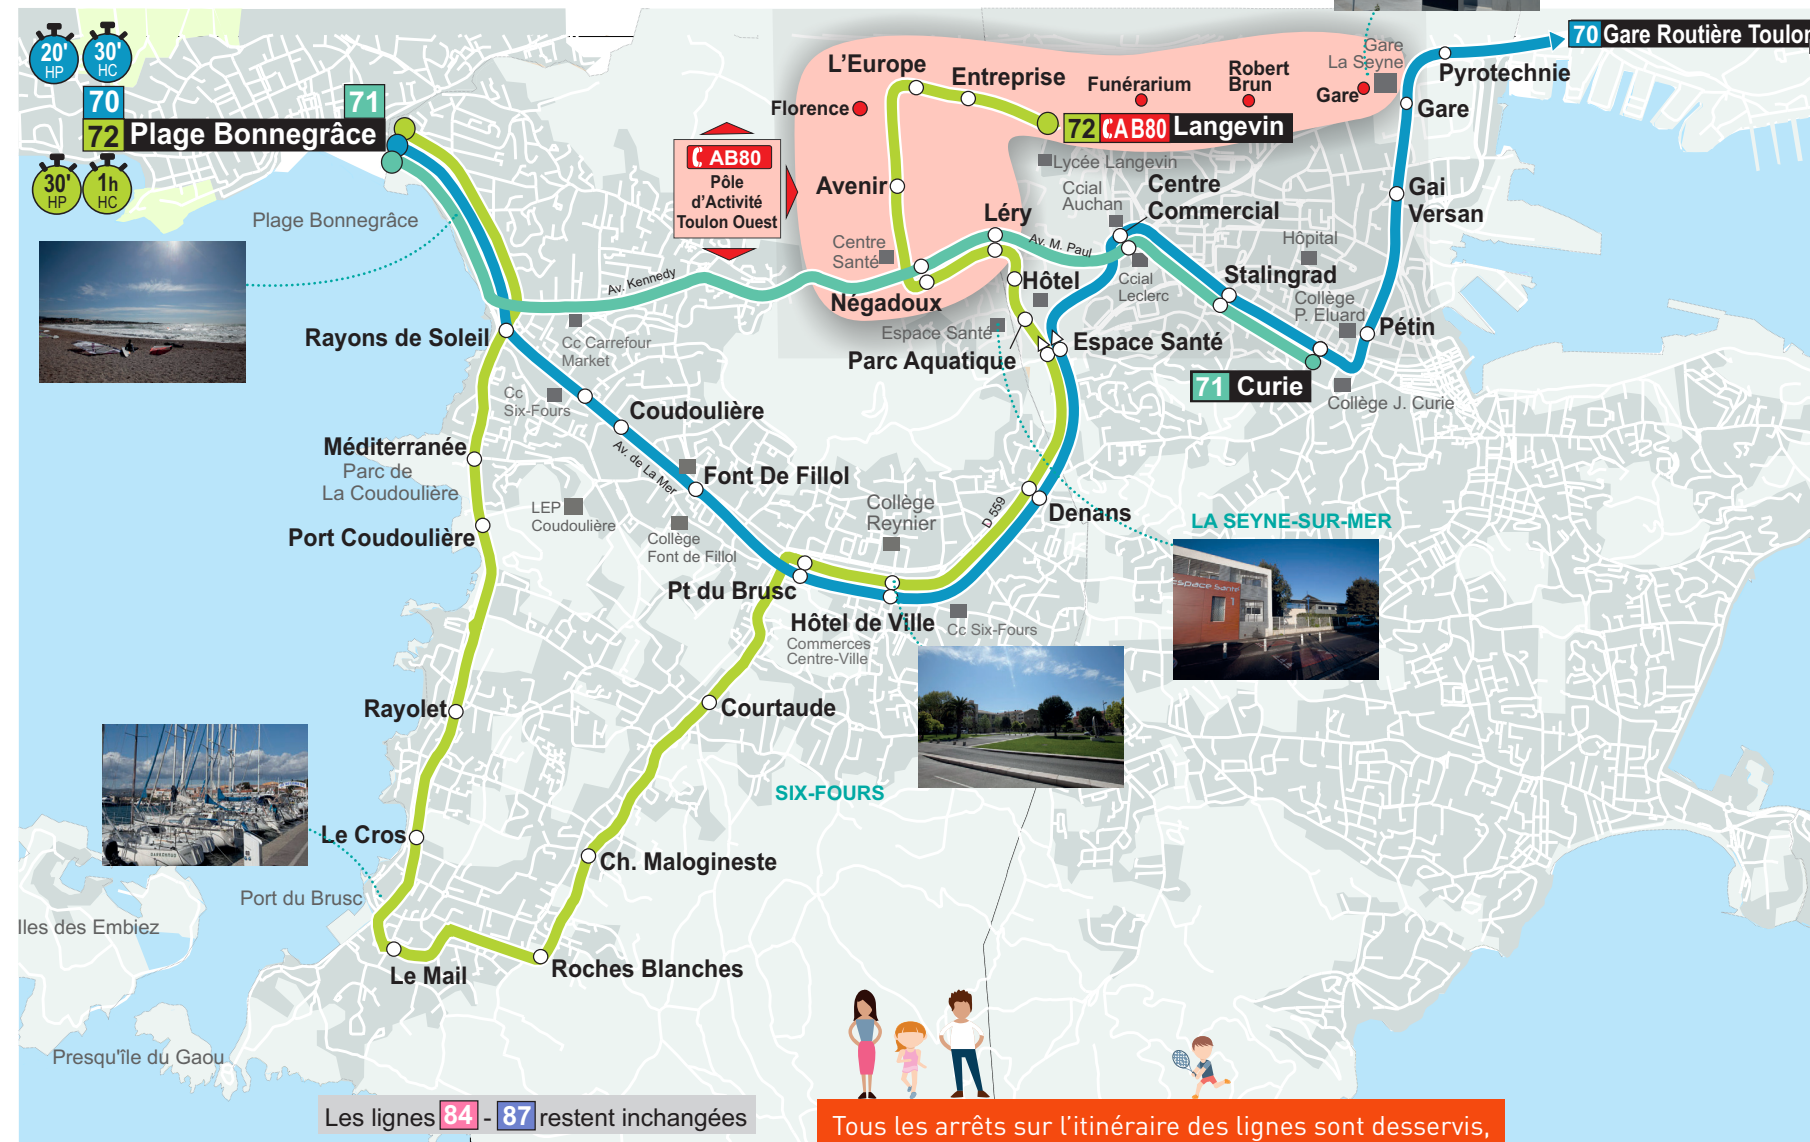 20'
HP
30'
HC
70
71
72 Plage Bonnegrâce
30'
HP
1h
HC
Plage Bonnegrâce
AB80
Pôle
d'Activité
Toulon Ouest
L'Europe
Entreprise
Florence
Funérarium
Robert
Brun
Gare
Gare
La Seyne
72 AB80 Langevin
70 Gare Routière Toulon
Pyrotechnie
Gare
Gai
Versan
Lycée Langevin
Ccial
Auchan
Centre
Commercial
Avenir
Léry
Av. M. Paul
Centre
Santé
Av. Kennedy
Négadoux
Hôtel
Ccial
Leclerc
Hôpital
Stalingrad
Collège
P. Eluard
Pétin
Espace Santé
Parc Aquatique
Espace Santé
71 Curie
Collège J. Curie
Rayons de Soleil
Cc Carrefour
Market
Cc
Six-Fours
Coudoulière
Av. de La Mer
Font De Fillol
Méditerranée
Parc de
La Coudoulière
LEP
Coudoulière
Collège
Font de Fillol
Collège
Reynier
D 559
Denans
LA SEYNE-SUR-MER
Espace Santé
Port Coudoulière
Pt du Brusc
Hôtel de Ville
Commerces
Centre-Ville
Cc Six-Fours
Rayolet
Courtaude
SIX-FOURS
Le Cros
Ch. Malogineste
Port du Brusc
Iles des Embiez
Le Mail
Roches Blanches
Presqu'île du Gaou
Les lignes 84 - 87 restent inchangées
Tous les arrêts sur l'itinéraire des lignes sont desservis,